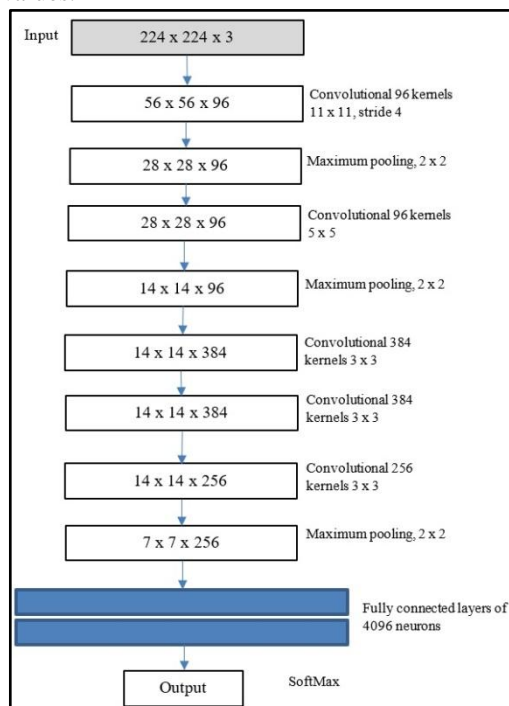 Input
224 x 224 x 3
56 x 56 x 96
Convolutional 96 kernels
11 x 11, stride 4
28 x 28 x 96
Maximum pooling, 2 x 2
28 x 28 x 96
Convolutional 96 kernels
5 x 5
14 x 14 x 96
Maximum pooling, 2 x 2
14 x 14 x 384
Convolutional 384
kernels 3 x 3
14 x 14 x 384
Convolutional 384
kernels 3 x 3
14 x 14 x 256
Convolutional 256
kernels 3 x 3
7 x 7 x 256
Maximum pooling, 2 x 2
Fully connected layers of
4096 neurons
Output
SoftMax